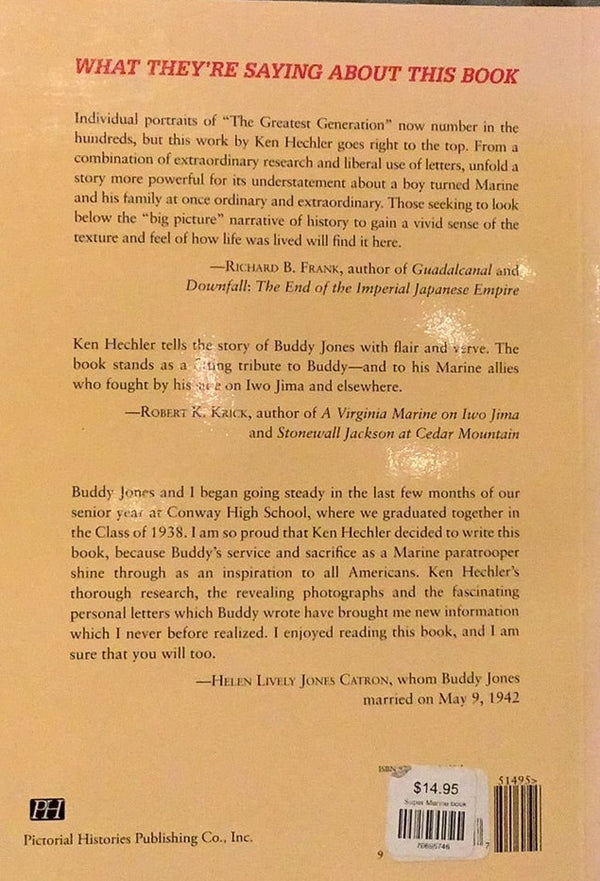 WHAT THEY'RE SAYING ABOUT THIS BOOK
Individual portraits of "The Greatest Generation" now number in the
hundreds, but this work by Ken Hechler goes right to the top. From a
combination of extraordinary research and liberal use of letters, unfold a
story more powerful for its understatement about a boy turned Marine
and his family at once ordinary and extraordinary. Those seeking to look
below the "big picture" narrative of history to gain a vivid sense of the
texture and feel of how life was lived will find it here.
—RICHARD B. FRANK, author of Guadalcanal and
Downfall: The End of the Imperial Japanese Empire
Ken Hechler tells the story of Buddy Jones with flair and verve. The
book stands as a fitting tribute to Buddy—and to his Marine allies
who fought by his side on Iwo Jima and elsewhere.
—ROBERT K. KRICK, author of A Virginia Marine on Iwo Jima
and Stonewall Jackson at Cedar Mountain
Buddy Jones and I began going steady in the last few months of our
senior year at Conway High School, where we graduated together in
the Class of 1938. I am so proud that Ken Hechler decided to write this
book, because Buddy's service and sacrifice as a Marine paratrooper
shine through as an inspiration to all Americans. Ken Hechler's
thorough research, the revealing photographs and the fascinating
personal letters which Buddy wrote have brought me new information
which I never before realized. I enjoyed reading this book, and I am
sure that you will too.
—HELEN LIVELY JONES CATRON, whom Buddy Jones
married on May 9, 1942
ISBN
51495>
$14.95
Super Marine book
70695746
9
7
PH
Pictorial Histories Publishing Co., Inc.